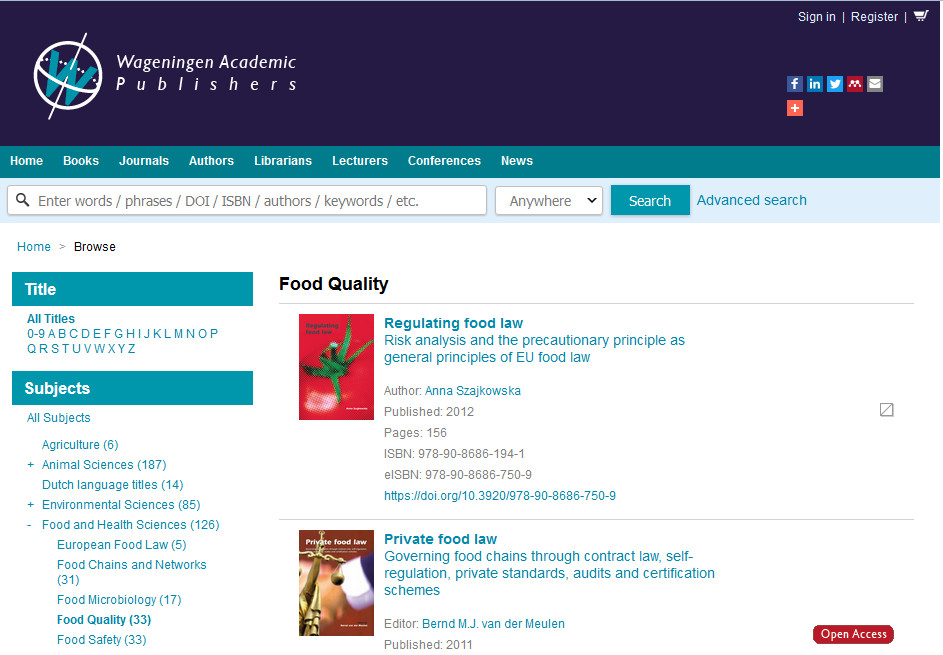 Sign in | Register |
Wageningen Academic
Publishers
Home Books Journals Authors Librarians Lecturers Conferences News
Enter words / phrases / DOI / ISBN / authors / keywords / etc.
Anywhere
Search
Advanced search
Home > Browse
Title
All Titles
0-9 A B C D E F G H I J K L M N O P
Q R S T U V W X Y Z
Subjects
All Subjects
Agriculture (6)
+ Animal Sciences (187)
Dutch language titles (14)
+ Environmental Sciences (85)
- Food and Health Sciences (126)
European Food Law (5)
Food Chains and Networks
(31)
Food Microbiology (17)
Food Quality (33)
Food Safety (33)
Food Quality
Regulating
food law
Regulating food law
Risk analysis and the precautionary principle as
general principles of EU food law
Author: Anna Szajkowska
Published: 2012
Pages: 156
ISBN: 978-90-8686-194-1
eISBN: 978-90-8686-750-9
https://doi.org/10.3920/978-90-8686-750-9
Private food law
Private food law
Governing food chains through contract law, self-
regulation, private standards, audits and certification
schemes
Editor: Bernd M.J. van der Meulen
Published: 2011
Open Access